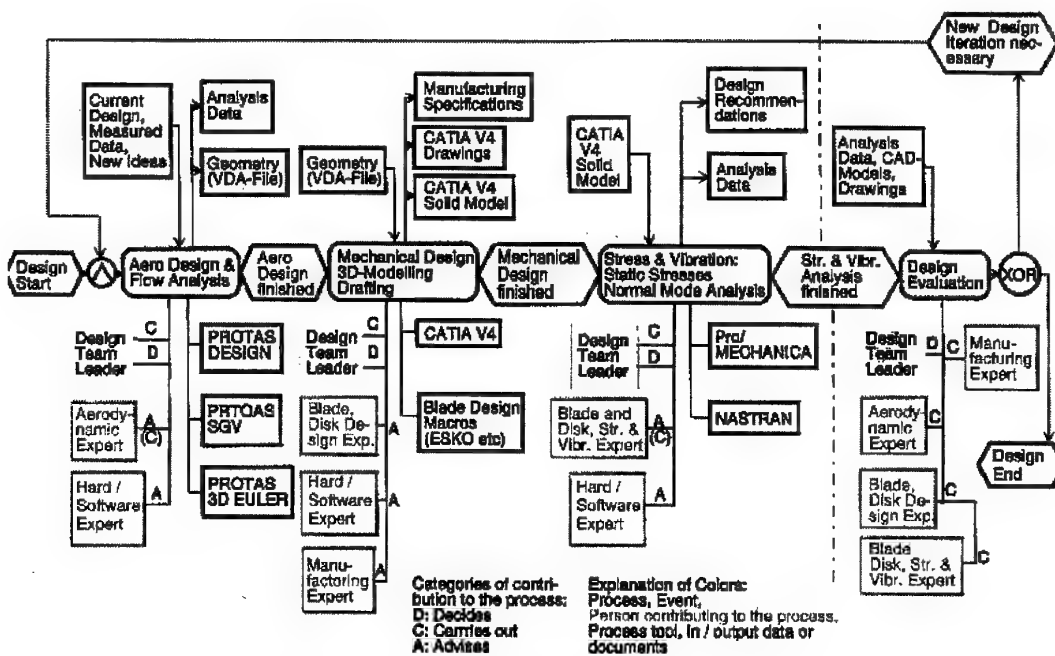 New Design
Iteration nec-
essary
Current
Design,
Measured
Data,
New Ideas
Analysis
Data
Geometry
(VDA-File)
Geometry
(VDA-File)
Manufacturing
Specifications
CATIA V4
Drawings
CATIA V4
Solid Model
CATIA
V4
Solid
Model
Design
Recommen-
dations
Analysis
Data
Analysis
Data, CAD-
Models,
Drawings
Design
Start
Λ
Aero Design &
Flow Analysis
Aero
Design
finished
Mechanical Design
3D-Modelling
Drafting
Mechanical
Design
finished
Stress & Vibration:
Static Stresses
Normal Mode Analysis
Str. & Vibr.
Analysis
finished
Design
Evaluation
XOR
Design
Team
Leader
C
D
Aerody-
namic
Expert
A
(C)
Hard /
Software
Expert
A
PROTAS
DESIGN
PRTOAS
SGV
PROTAS
3D EULER
Design
Team
Leader
C
D
Blade,
Disk De-
sign Exp.
A
Hard /
Software
Expert
A
Manu-
factoring
Expert
A
CATIA V4
Blade Design
Macros
(ESKO etc)
Design
Team
Leader
C
D
Blade and
Disk, Str. &
Vibr. Expert
A
(C)
Hard /
Software
Expert
A
Pro/
MECHANICA
NASTRAN
Design
Team
Leader
D
C
Manu-
facturing
Expert
Aerody-
namic
Expert
C
Blade,
Disk De-
sign Exp.
C
Blade
Disk, Str. &
Vibr. Expert
C
Design
End
Categories of contri-
bution to the process:
D: Decides
C: Carries out
A: Advises
Explanation of Colors:
Process, Event,
Person contributing to the process,
Process tool, In / output data or
documents